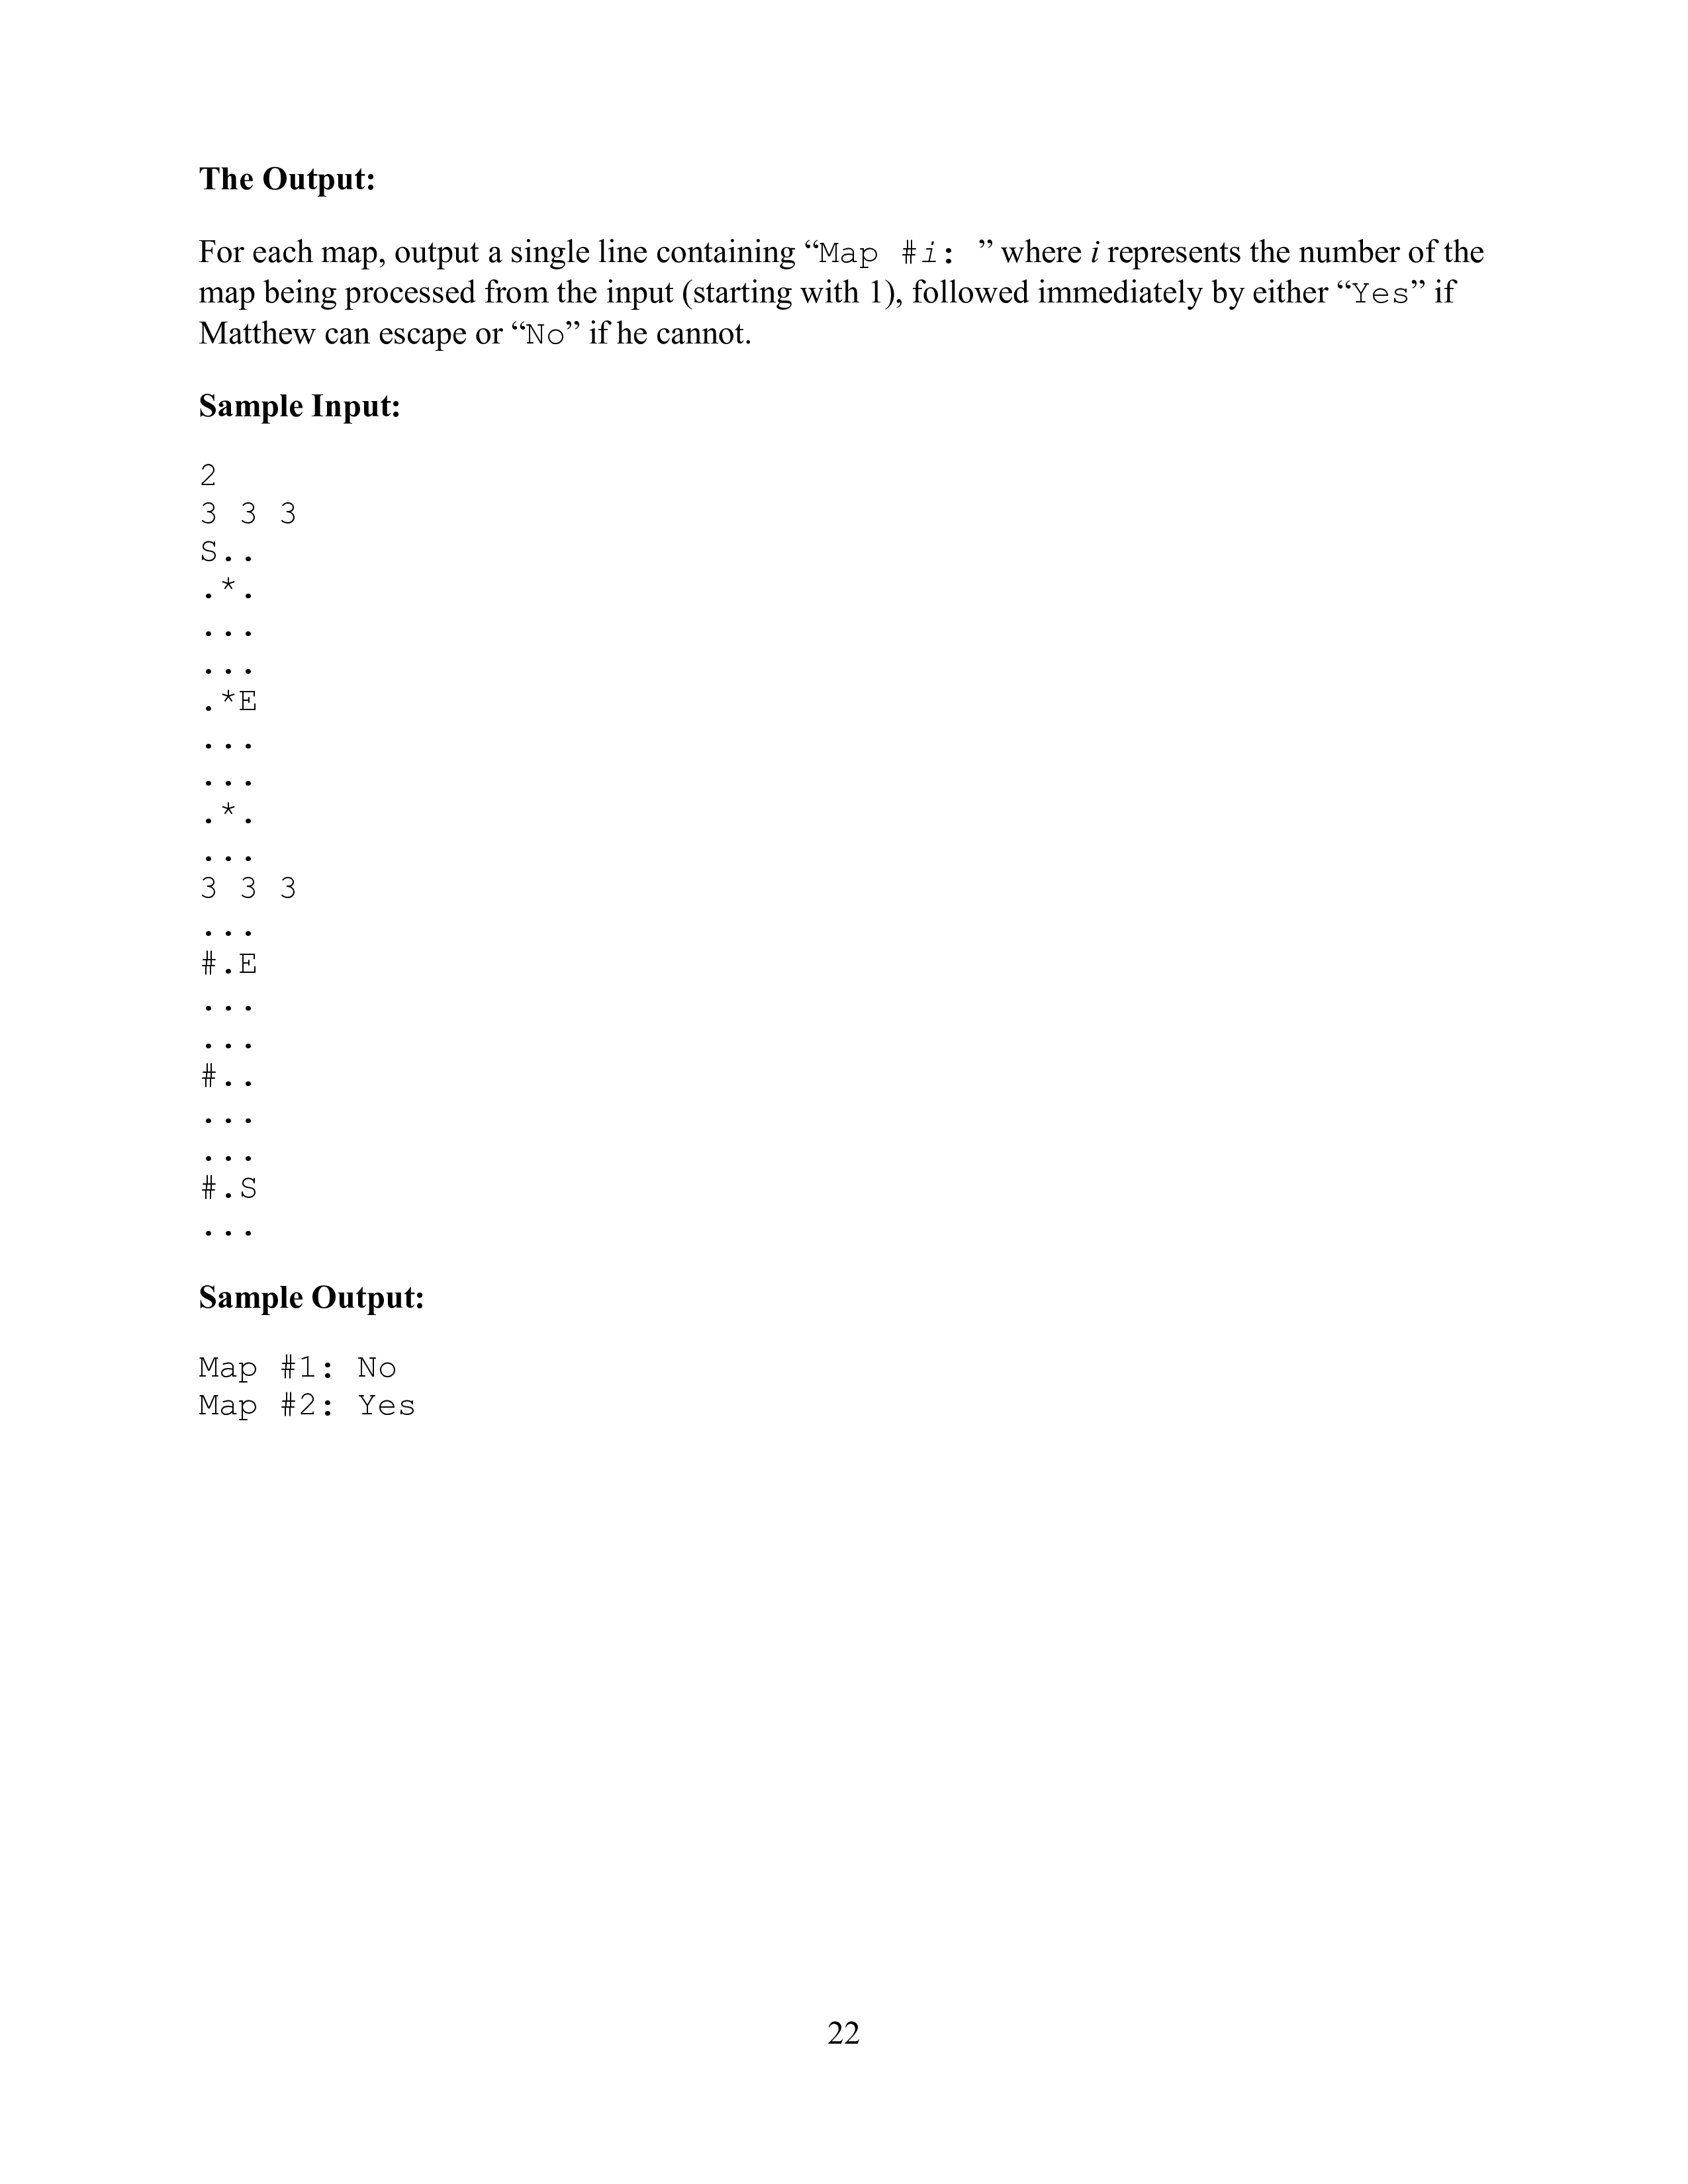 The Output:
For each map, output a single line containing “Map #i: ” where i represents the number of the
map being processed from the input (starting with 1), followed immediately by either “Yes” if
Matthew can escape or “No” if he cannot.
Sample Input:
2
3 3 3
S..
.*.
...
...
.*E
...
...
.*.
...
3 3 3
...
#.E
...
...
#..
...
...
#.S
...
Sample Output:
Map #1: No
Map #2: Yes
22